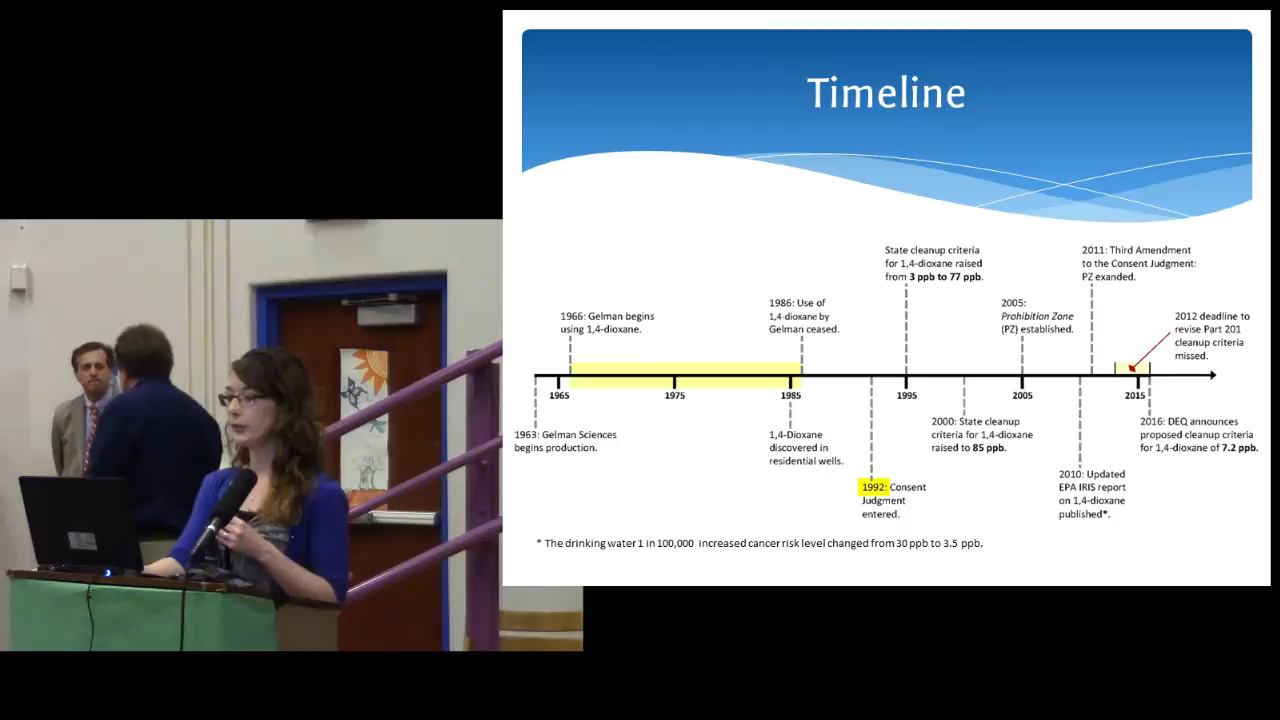 Timeline
State cleanup criteria
for 1,4-dioxane raised
from 3 ppb to 77 ppb.
2011: Third Amendment
to the Consent Judgment:
PZ exanded.
1966: Gelman begins
using 1,4-dioxane.
1986: Use of
1,4-dioxane by
Gelman ceased.
2005:
Prohibition Zone
(PZ) established.
2012 deadline to
revise Part 201
cleanup criteria
missed.
1965
1975
1985
1995
2005
2015
1963: Gelman Sciences
begins production.
1,4-Dioxane
discovered in
residential wells.
1992: Consent
Judgment
entered.
2000: State cleanup
criteria for 1,4-dioxane
raised to 85 ppb.
2010: Updated
EPA IRIS report
on 1,4-dioxane
published*.
2016: DEQ announces
proposed cleanup criteria
for 1,4-dioxane of 7.2 ppb.
* The drinking water 1 in 100,000 increased cancer risk level changed from 30 ppb to 3.5 ppb.